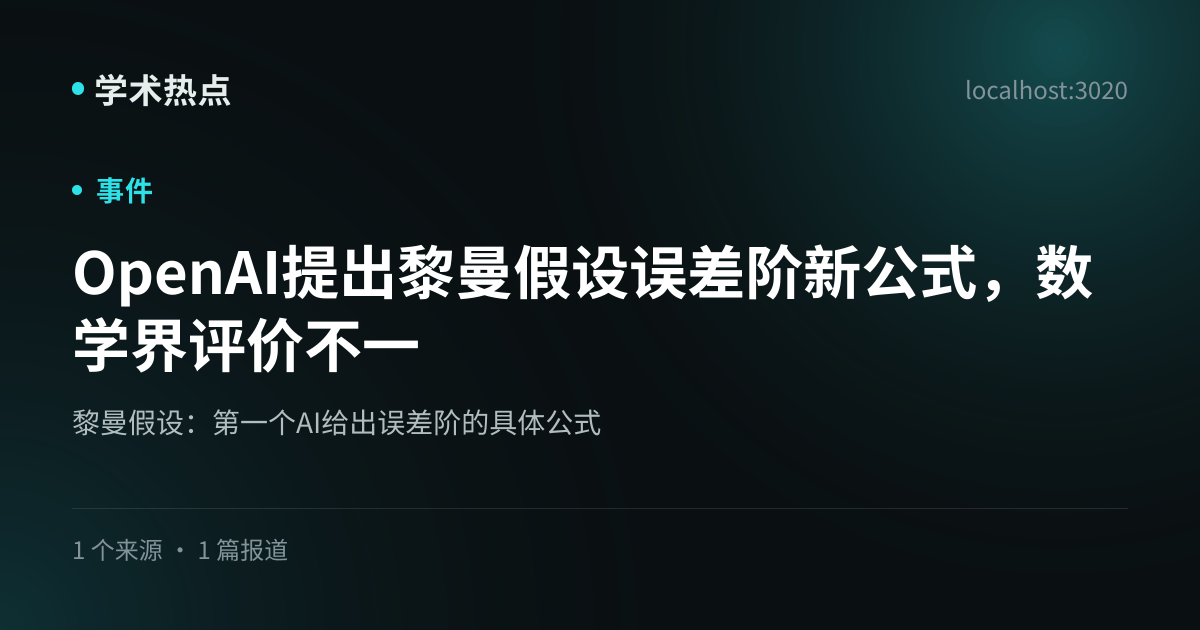 学术热点
localhost:3020
事件
OpenAI提出黎曼假设误差阶新公式，数
学界评价不一
黎曼假设：第一个AI给出误差阶的具体公式
1 个来源 · 1 篇报道